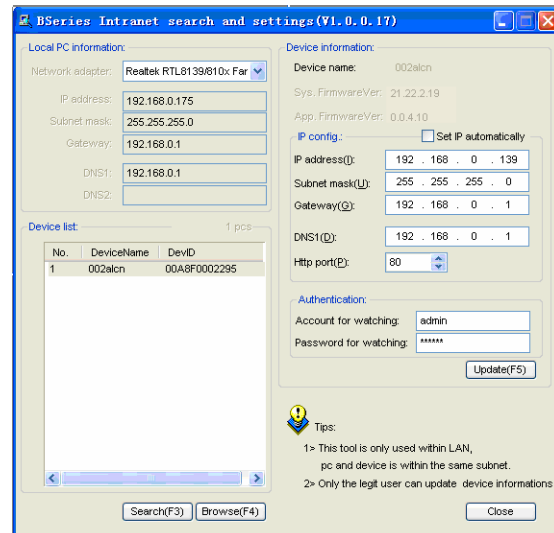 BSeries Intranet search and settings(V1.0.0.17)
Local PC information:
Network adapter: Realtek RTL8139/810x Far
IP address: 192.168.0.175
Subnet mask: 255.255.255.0
Gateway: 192.168.0.1
DNS1: 192.168.0.1
DNS2:
Device list: 1 pcs
No. DeviceName DevID
1 002alcn 00A8F0002295
Search(F3) Browse(F4)
Device information:
Device name: 002alcn
Sys. FirmwareVer: 21.22.2.19
App. FirmwareVer: 0.0.4.10
IP config.: Set IP automatically
IP address(I): 192 . 168 . 0 . 139
Subnet mask(U): 255 . 255 . 255 . 0
Gateway(G): 192 . 168 . 0 . 1
DNS1(D): 192 . 168 . 0 . 1
Http port(P): 80
Authentication:
Account for watching: admin
Password for watching: ******
Update(F5)
Tips:
1> This tool is only used within LAN,
pc and device is within the same subnet.
2> Only the legit user can update device informations
Close